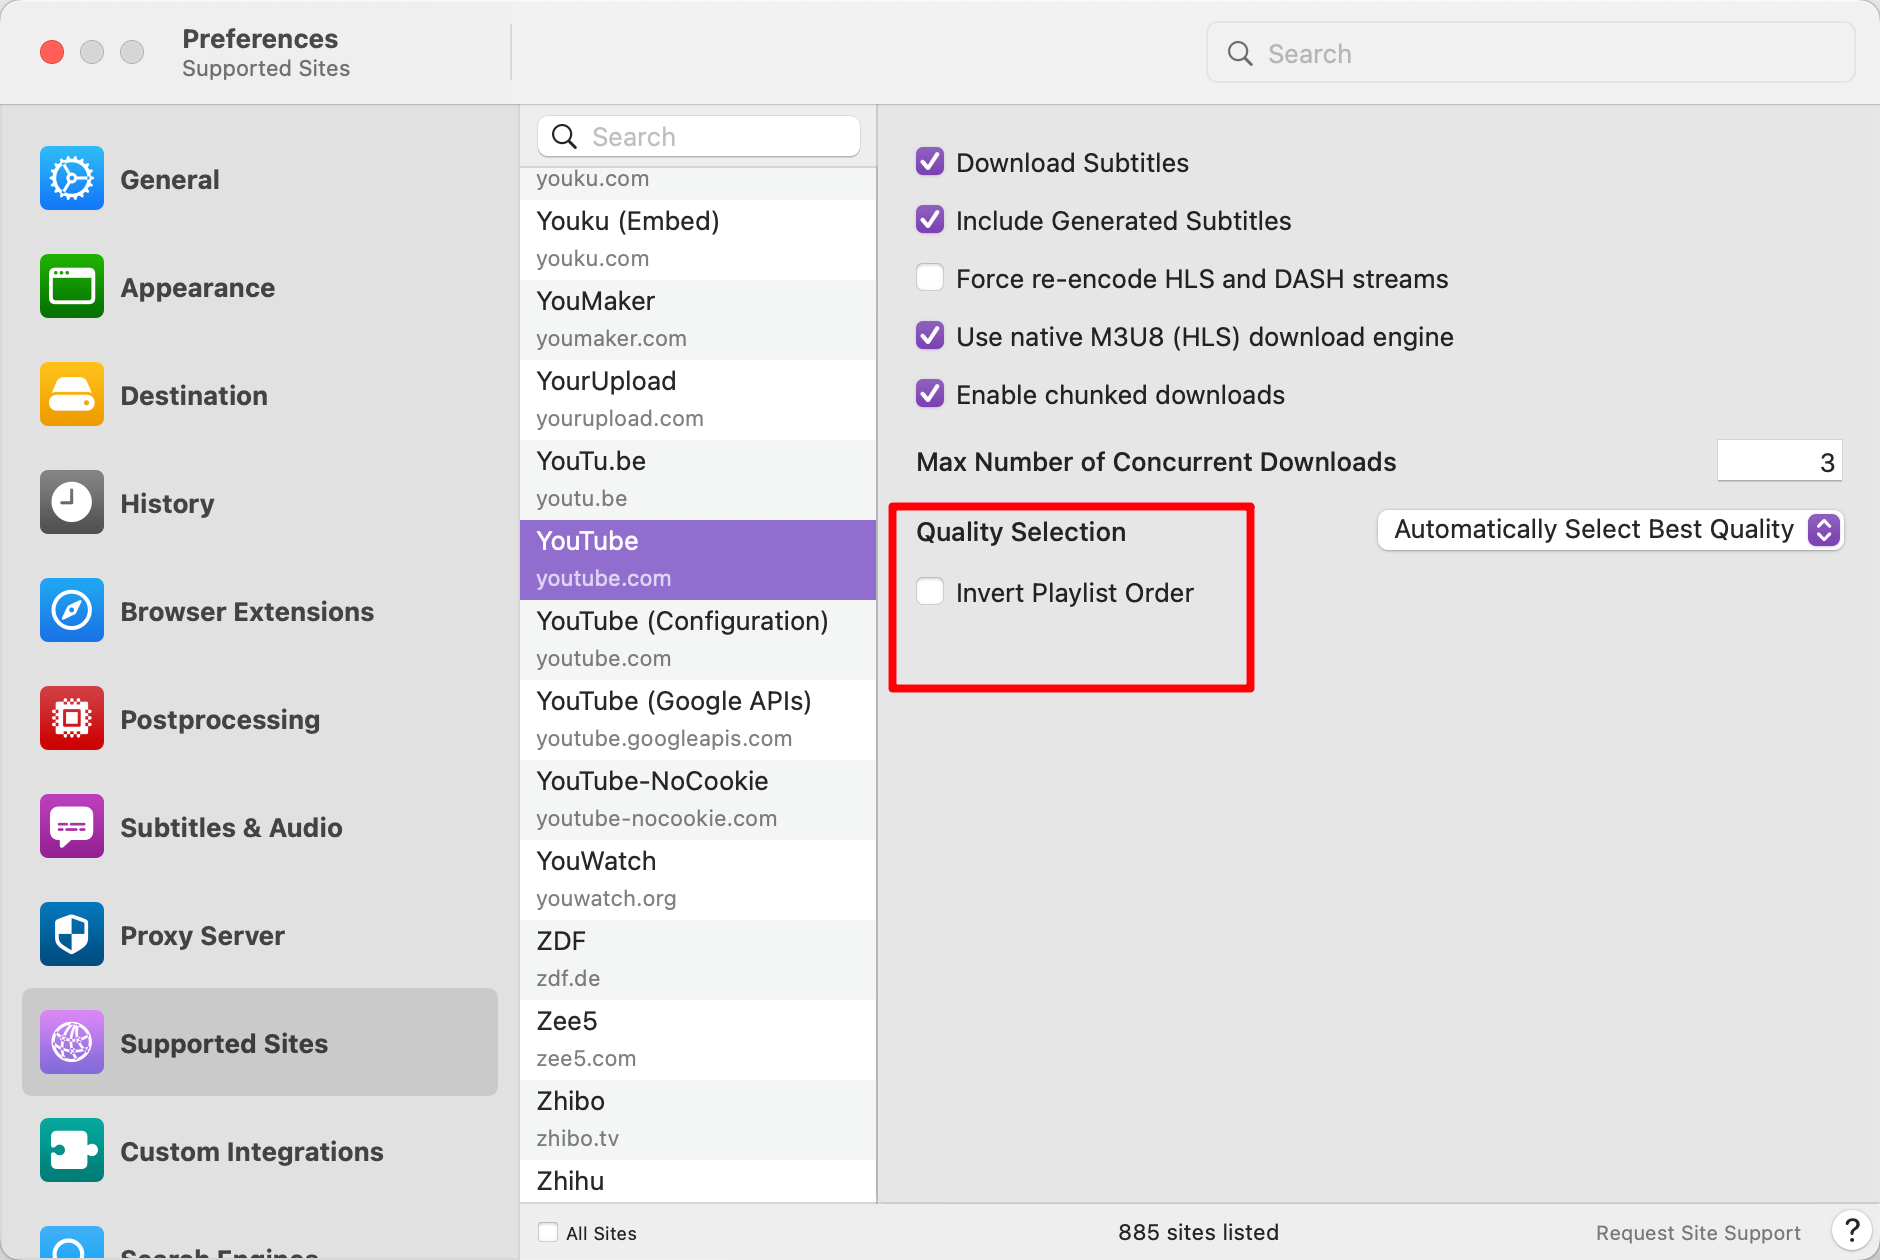 Preferences
Supported Sites
Search
General
Appearance
Destination
History
Browser Extensions
Postprocessing
Subtitles & Audio
Proxy Server
Supported Sites
Custom Integrations
Search Engines
Search
youku.com
Youku (Embed)
youku.com
YouMaker
youmaker.com
YourUpload
yourupload.com
YouTu.be
youtu.be
YouTube
youtube.com
YouTube (Configuration)
youtube.com
YouTube (Google APIs)
youtube.googleapis.com
YouTube-NoCookie
youtube-nocookie.com
YouWatch
youwatch.org
ZDF
zdf.de
Zee5
zee5.com
Zhibo
zhibo.tv
Zhihu
Download Subtitles
Include Generated Subtitles
Force re-encode HLS and DASH streams
Use native M3U8 (HLS) download engine
Enable chunked downloads
Max Number of Concurrent Downloads 3
Quality Selection Automatically Select Best Quality
Invert Playlist Order
All Sites
885 sites listed
Request Site Support
?